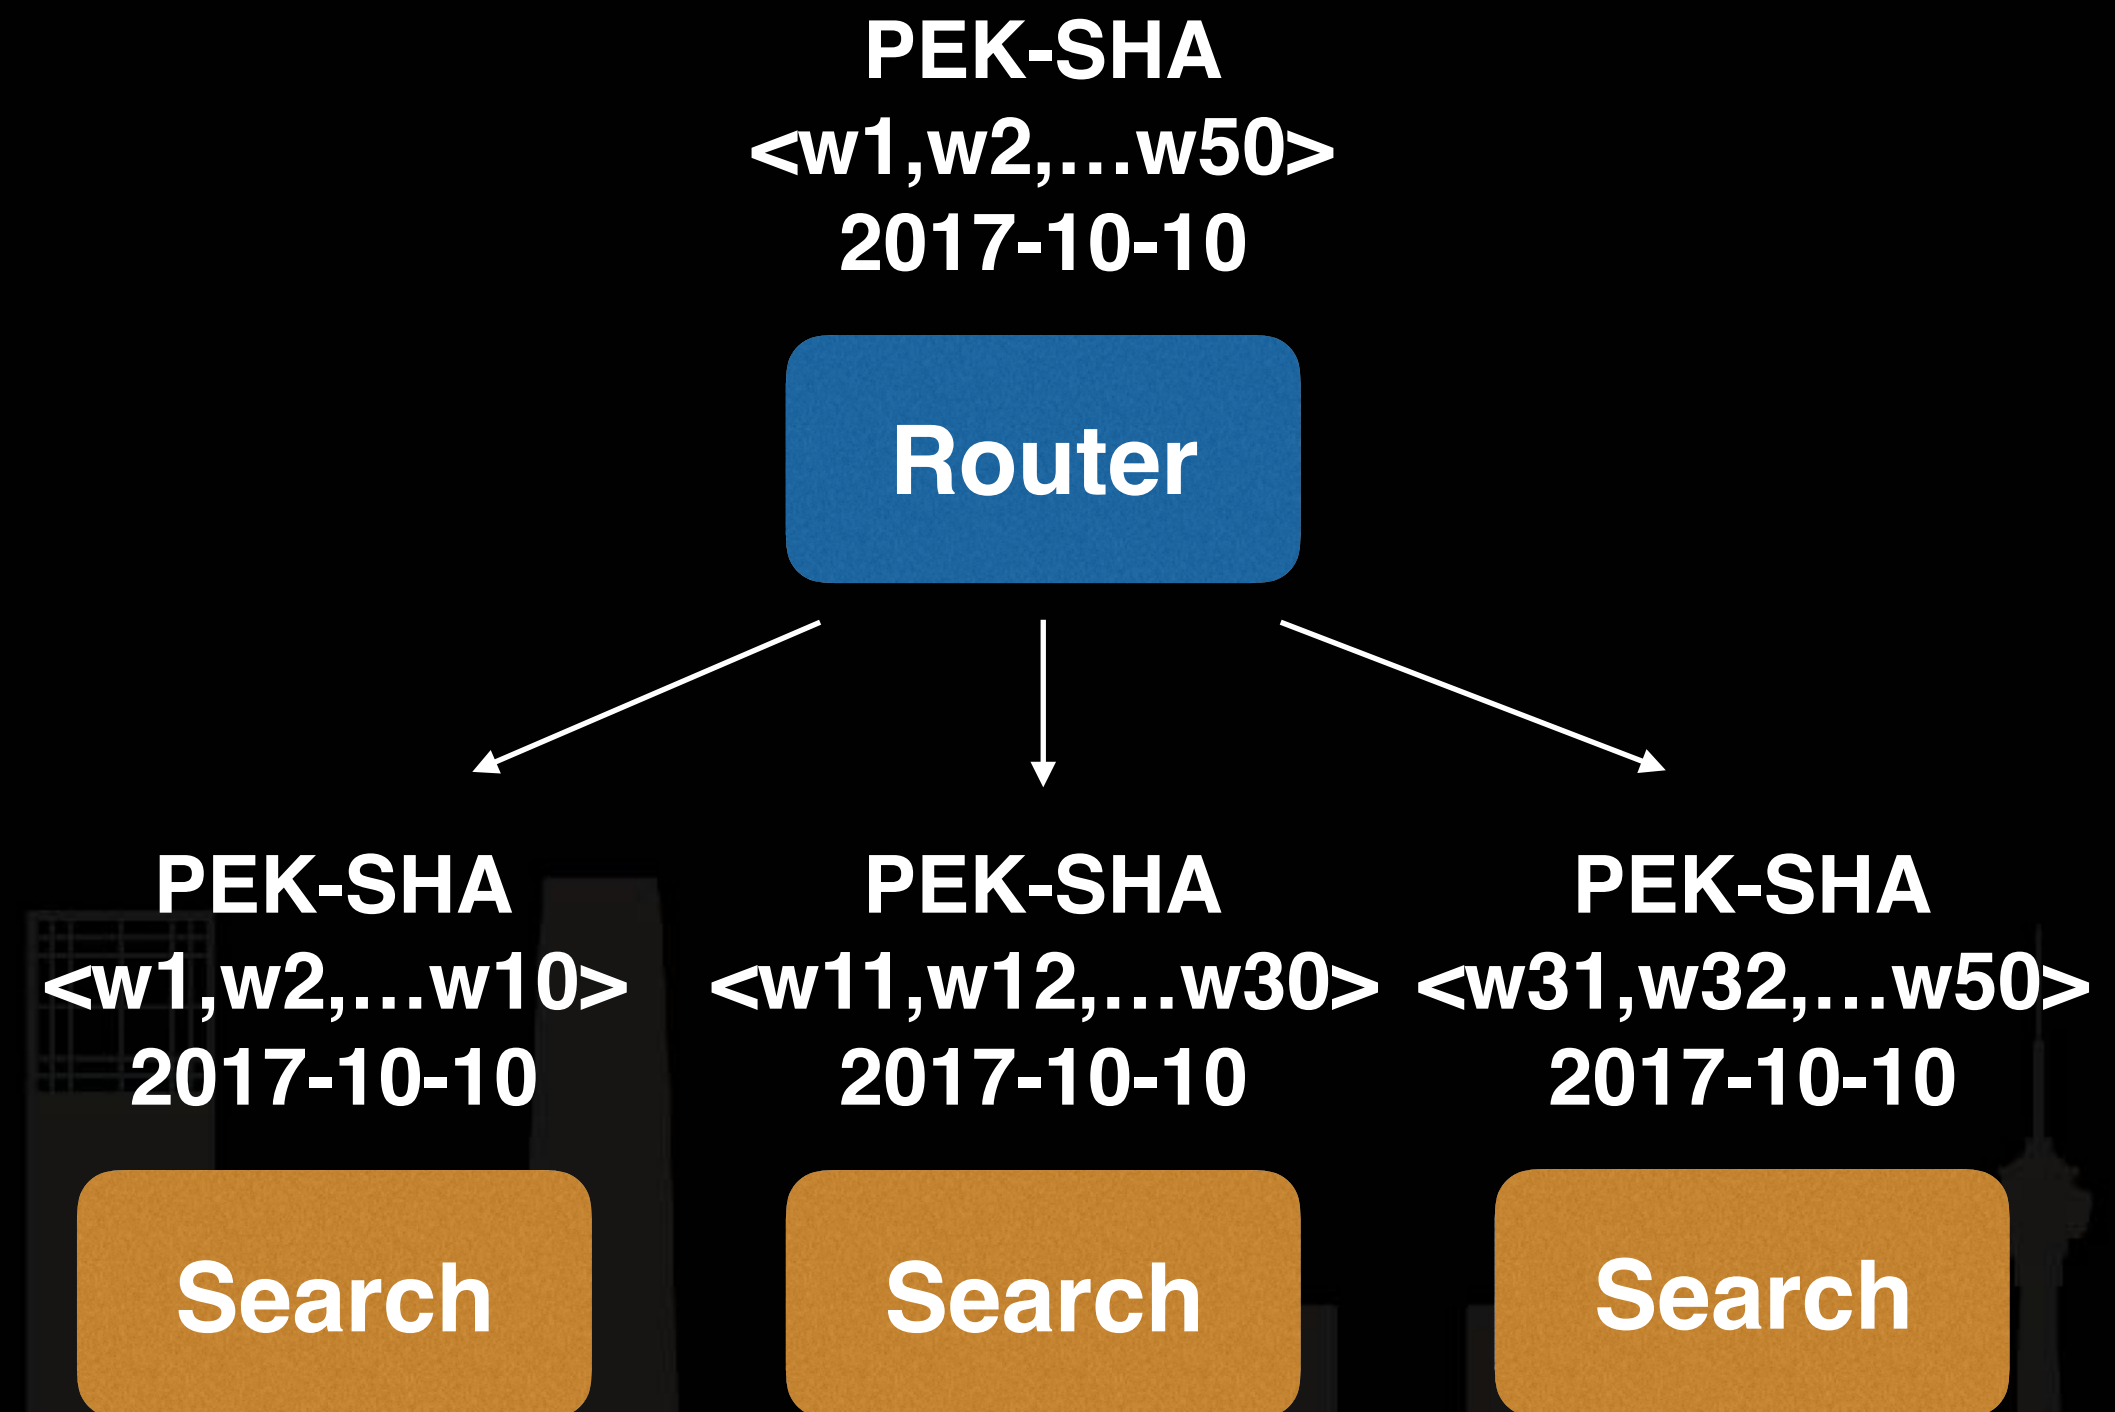 PEK-SHA
<w1,w2,…w50>
2017-10-10
Router
PEK-SHA
<w1,w2,…w10>
2017-10-10
PEK-SHA
<w11,w12,…w30>
2017-10-10
PEK-SHA
<w31,w32,…w50>
2017-10-10
Search
Search
Search